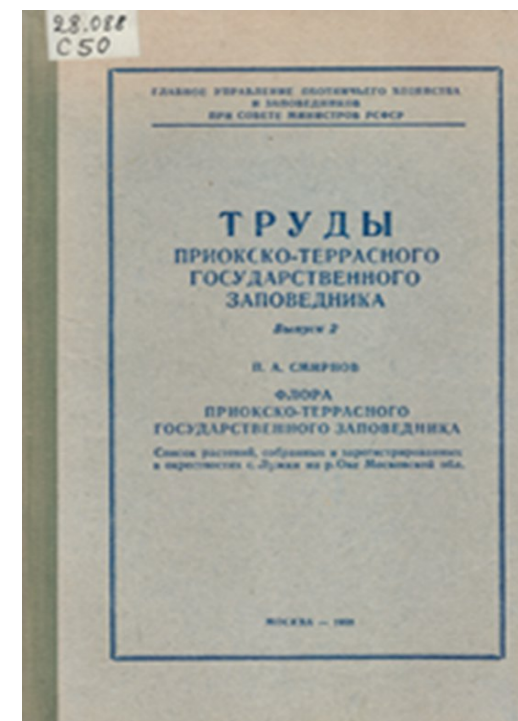 28.088
С 50
ГЛАВНОЕ УПРАВЛЕНИЕ ОХОТНИЧЬЕГО ХОЗЯЙСТВА
И ЗАПОВЕДНИКОВ
ПРИ СОВЕТЕ МИНИСТРОВ РСФСР
ТРУДЫ
ПРИОКСКО-ТЕРРАСНОГО
ГОСУДАРСТВЕННОГО
ЗАПОВЕДНИКА
Выпуск 2
П. А. СМИРНОВ
ФЛОРА
ПРИОКСКО-ТЕРРАСНОГО
ГОСУДАРСТВЕННОГО ЗАПОВЕДНИКА
Список растений, собранных и зарегистрированных
в окрестностях с. Лужки на р. Оке Московской обл.
МОСКВА —